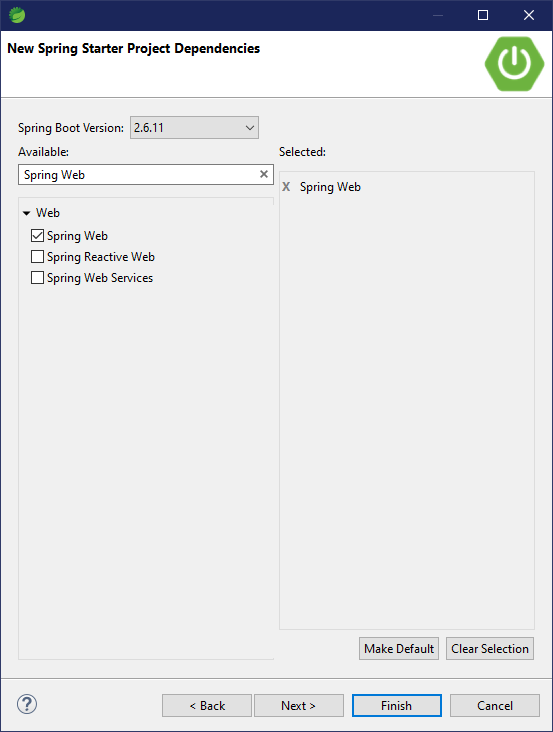 New Spring Starter Project Dependencies
Spring Boot Version: 2.6.11
Available:
Selected:
Spring Web
X Spring Web
Web
Spring Web
Spring Reactive Web
Spring Web Services
Make Default
Clear Selection
?
< Back
Next >
Finish
Cancel